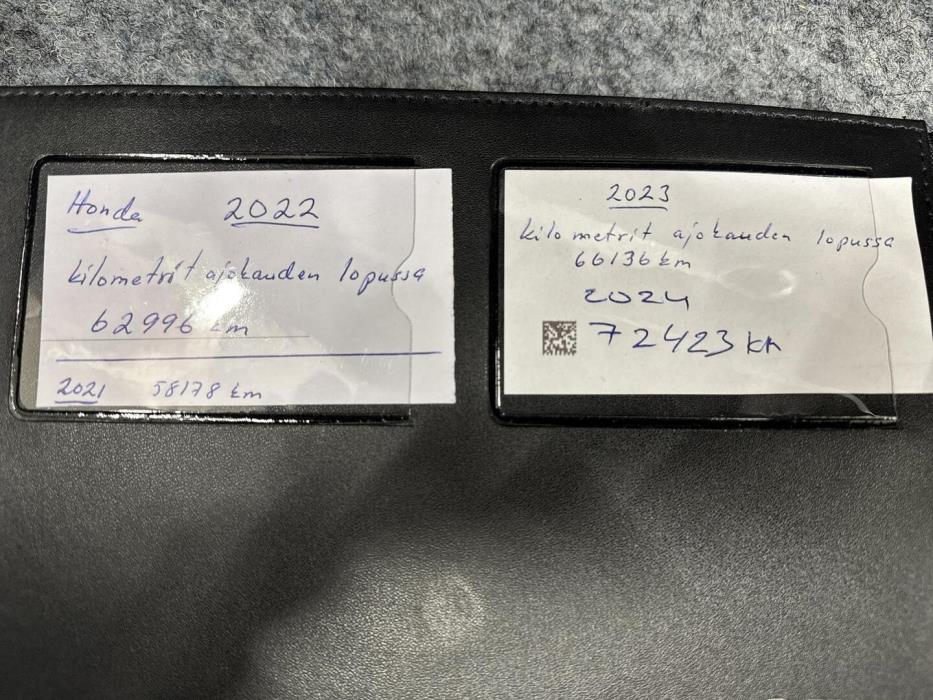 Honda 2022
kilometrit ajokauden lopussa
62996 km
2021 58178 km
2023
kilometrit ajokauden lopussa
66136 km
2024
72423 km